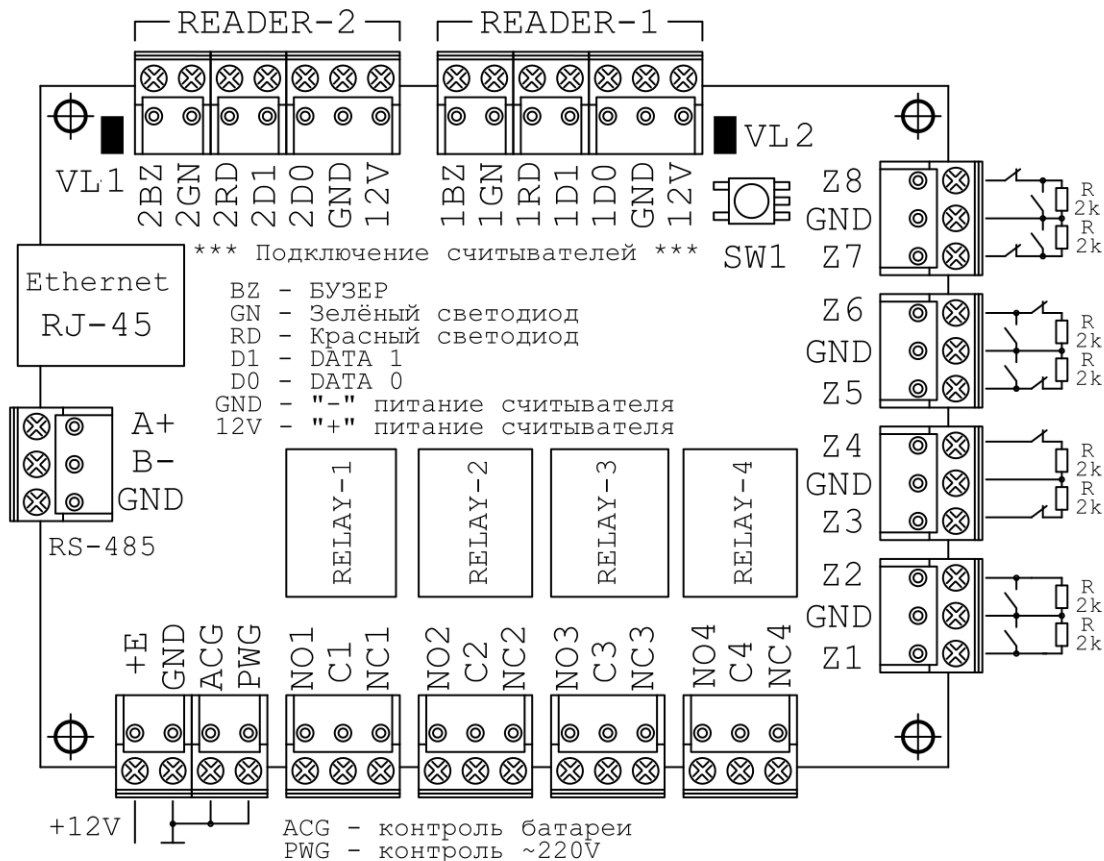 READER-2 READER-1
VL1 VL2
2BZ 2GN 2RD 2D1 2D0 GND 12V
1BZ 1GN 1RD 1D1 1D0 GND 12V
SW1
*** Подключение считывателей ***
Ethernet
RJ-45
BZ - БУЗЕР
GN - Зелёный светодиод
RD - Красный светодиод
D1 - DATA 1
D0 - DATA 0
GND - "-" питание считывателя
12V - "+" питание считывателя
Z8
GND
Z7
R
2k
R
2k
Z6
GND
Z5
R
2k
R
2k
Z4
GND
Z3
R
2k
R
2k
Z2
GND
Z1
R
2k
R
2k
A+
B-
GND
RS-485
RELAY-1 RELAY-2 RELAY-3 RELAY-4
+E GND ACG PWG
NO1 C1 NC1
NO2 C2 NC2
NO3 C3 NC3
NO4 C4 NC4
+12V
ACG - контроль батареи
PWG - контроль ~220V